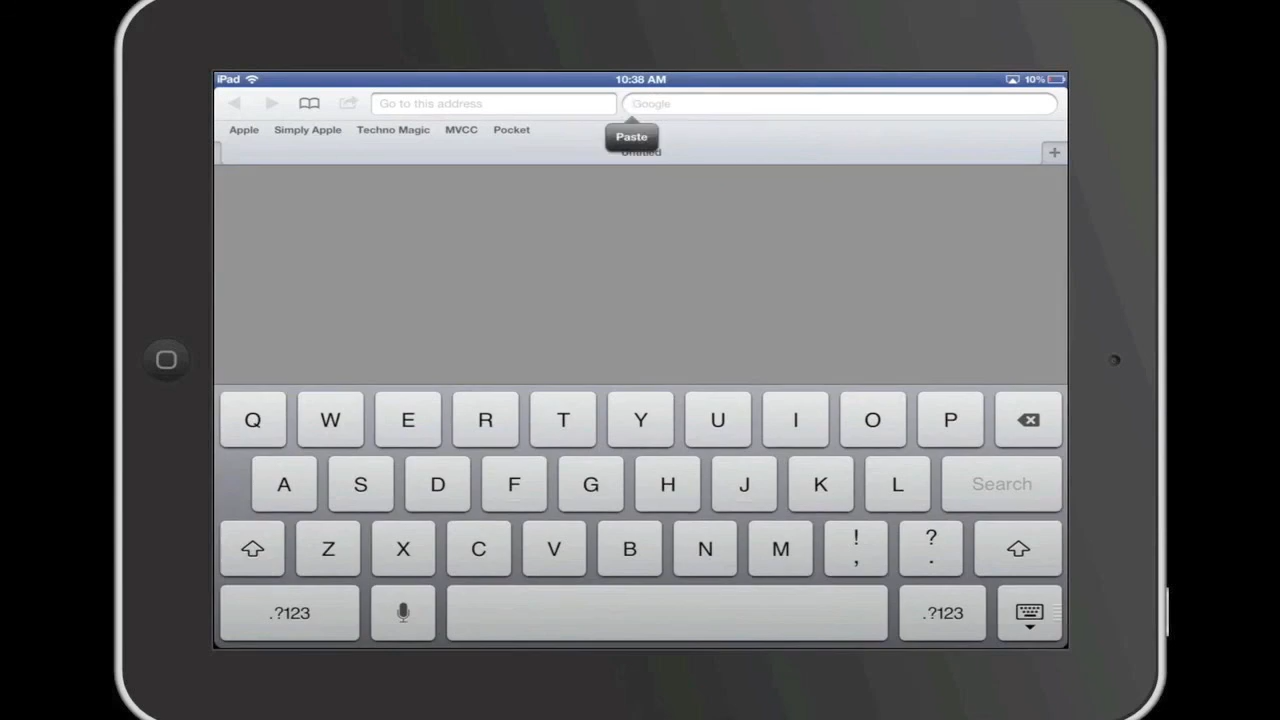 iPad 10:38 AM 10%
Go to this address Google
Apple Simply Apple Techno Magic MVCC Pocket
Paste
Untitled
Q W E R T Y U I O P
A S D F G H J K L Search
Z X C V B N M ! , ? .
.?123 .?123